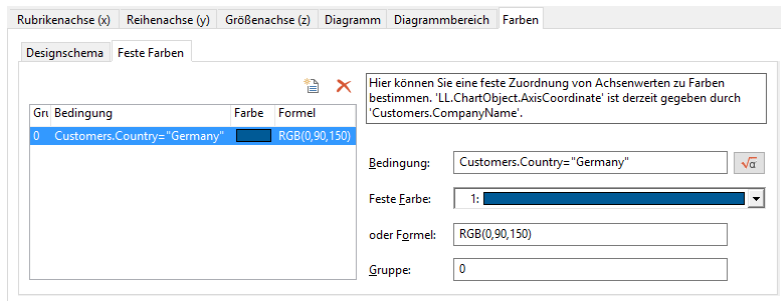 Rubrikenachse (x) Reihenachse (y) Größenachse (z) Diagramm Diagrammbereich Farben
Designschema Feste Farben
Hier können Sie eine feste Zuordnung von Achsenwerten zu Farben
bestimmen. 'LL.ChartObject.AxisCoordinate' ist derzeit gegeben durch
'Customers.CompanyName'.
Gru Bedingung Farbe Formel
0 Customers.Country="Germany" RGB(0,90,150)
Bedingung: Customers.Country="Germany" √α
Feste Farbe: 1:
oder Formel: RGB(0,90,150)
Gruppe: 0